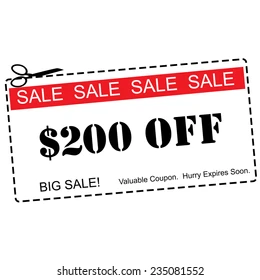 SALE SALE SALE SALE
$200 OFF
BIG SALE! Valuable Coupon. Hurry Expires Soon.
shutterstock.com · 235081552